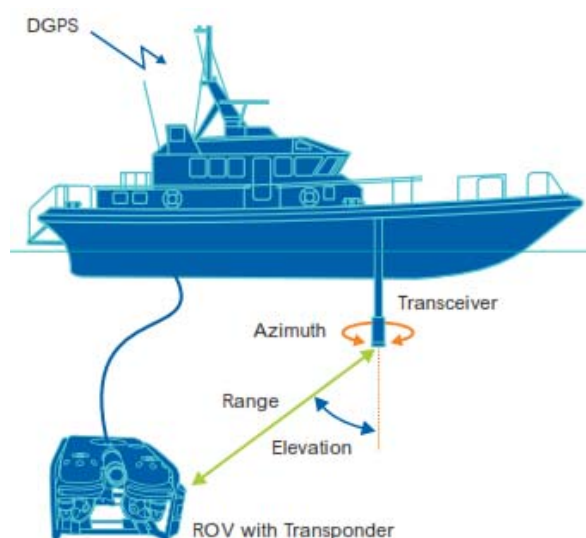 DGPS
Transceiver
Azimuth
Range
Elevation
ROV with Transponder